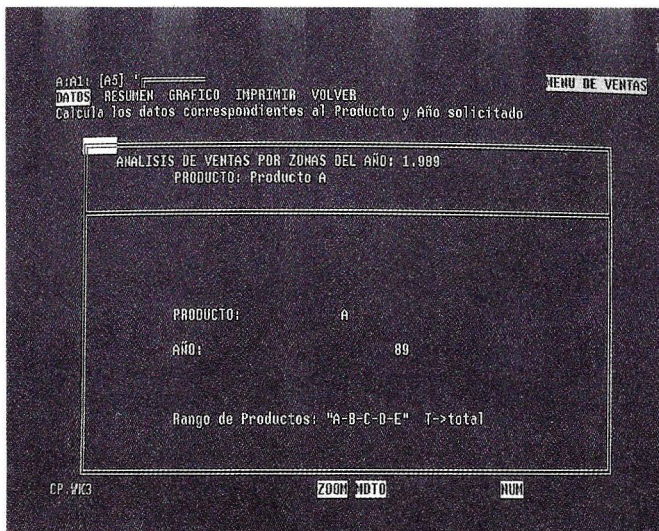 A:A1: [A5] '╔═══════
MENU DE VENTAS
DATOS RESUMEN GRAFICO IMPRIMIR VOLVER
Calcula los datos correspondientes al Producto y Año solicitado
ANALISIS DE VENTAS POR ZONAS DEL AÑO: 1.989
PRODUCTO: Producto A
PRODUCTO: A
AÑO: 89
Rango de Productos: "A-B-C-D-E" T->total
CP.WK3 ZOOM MDTO NUM